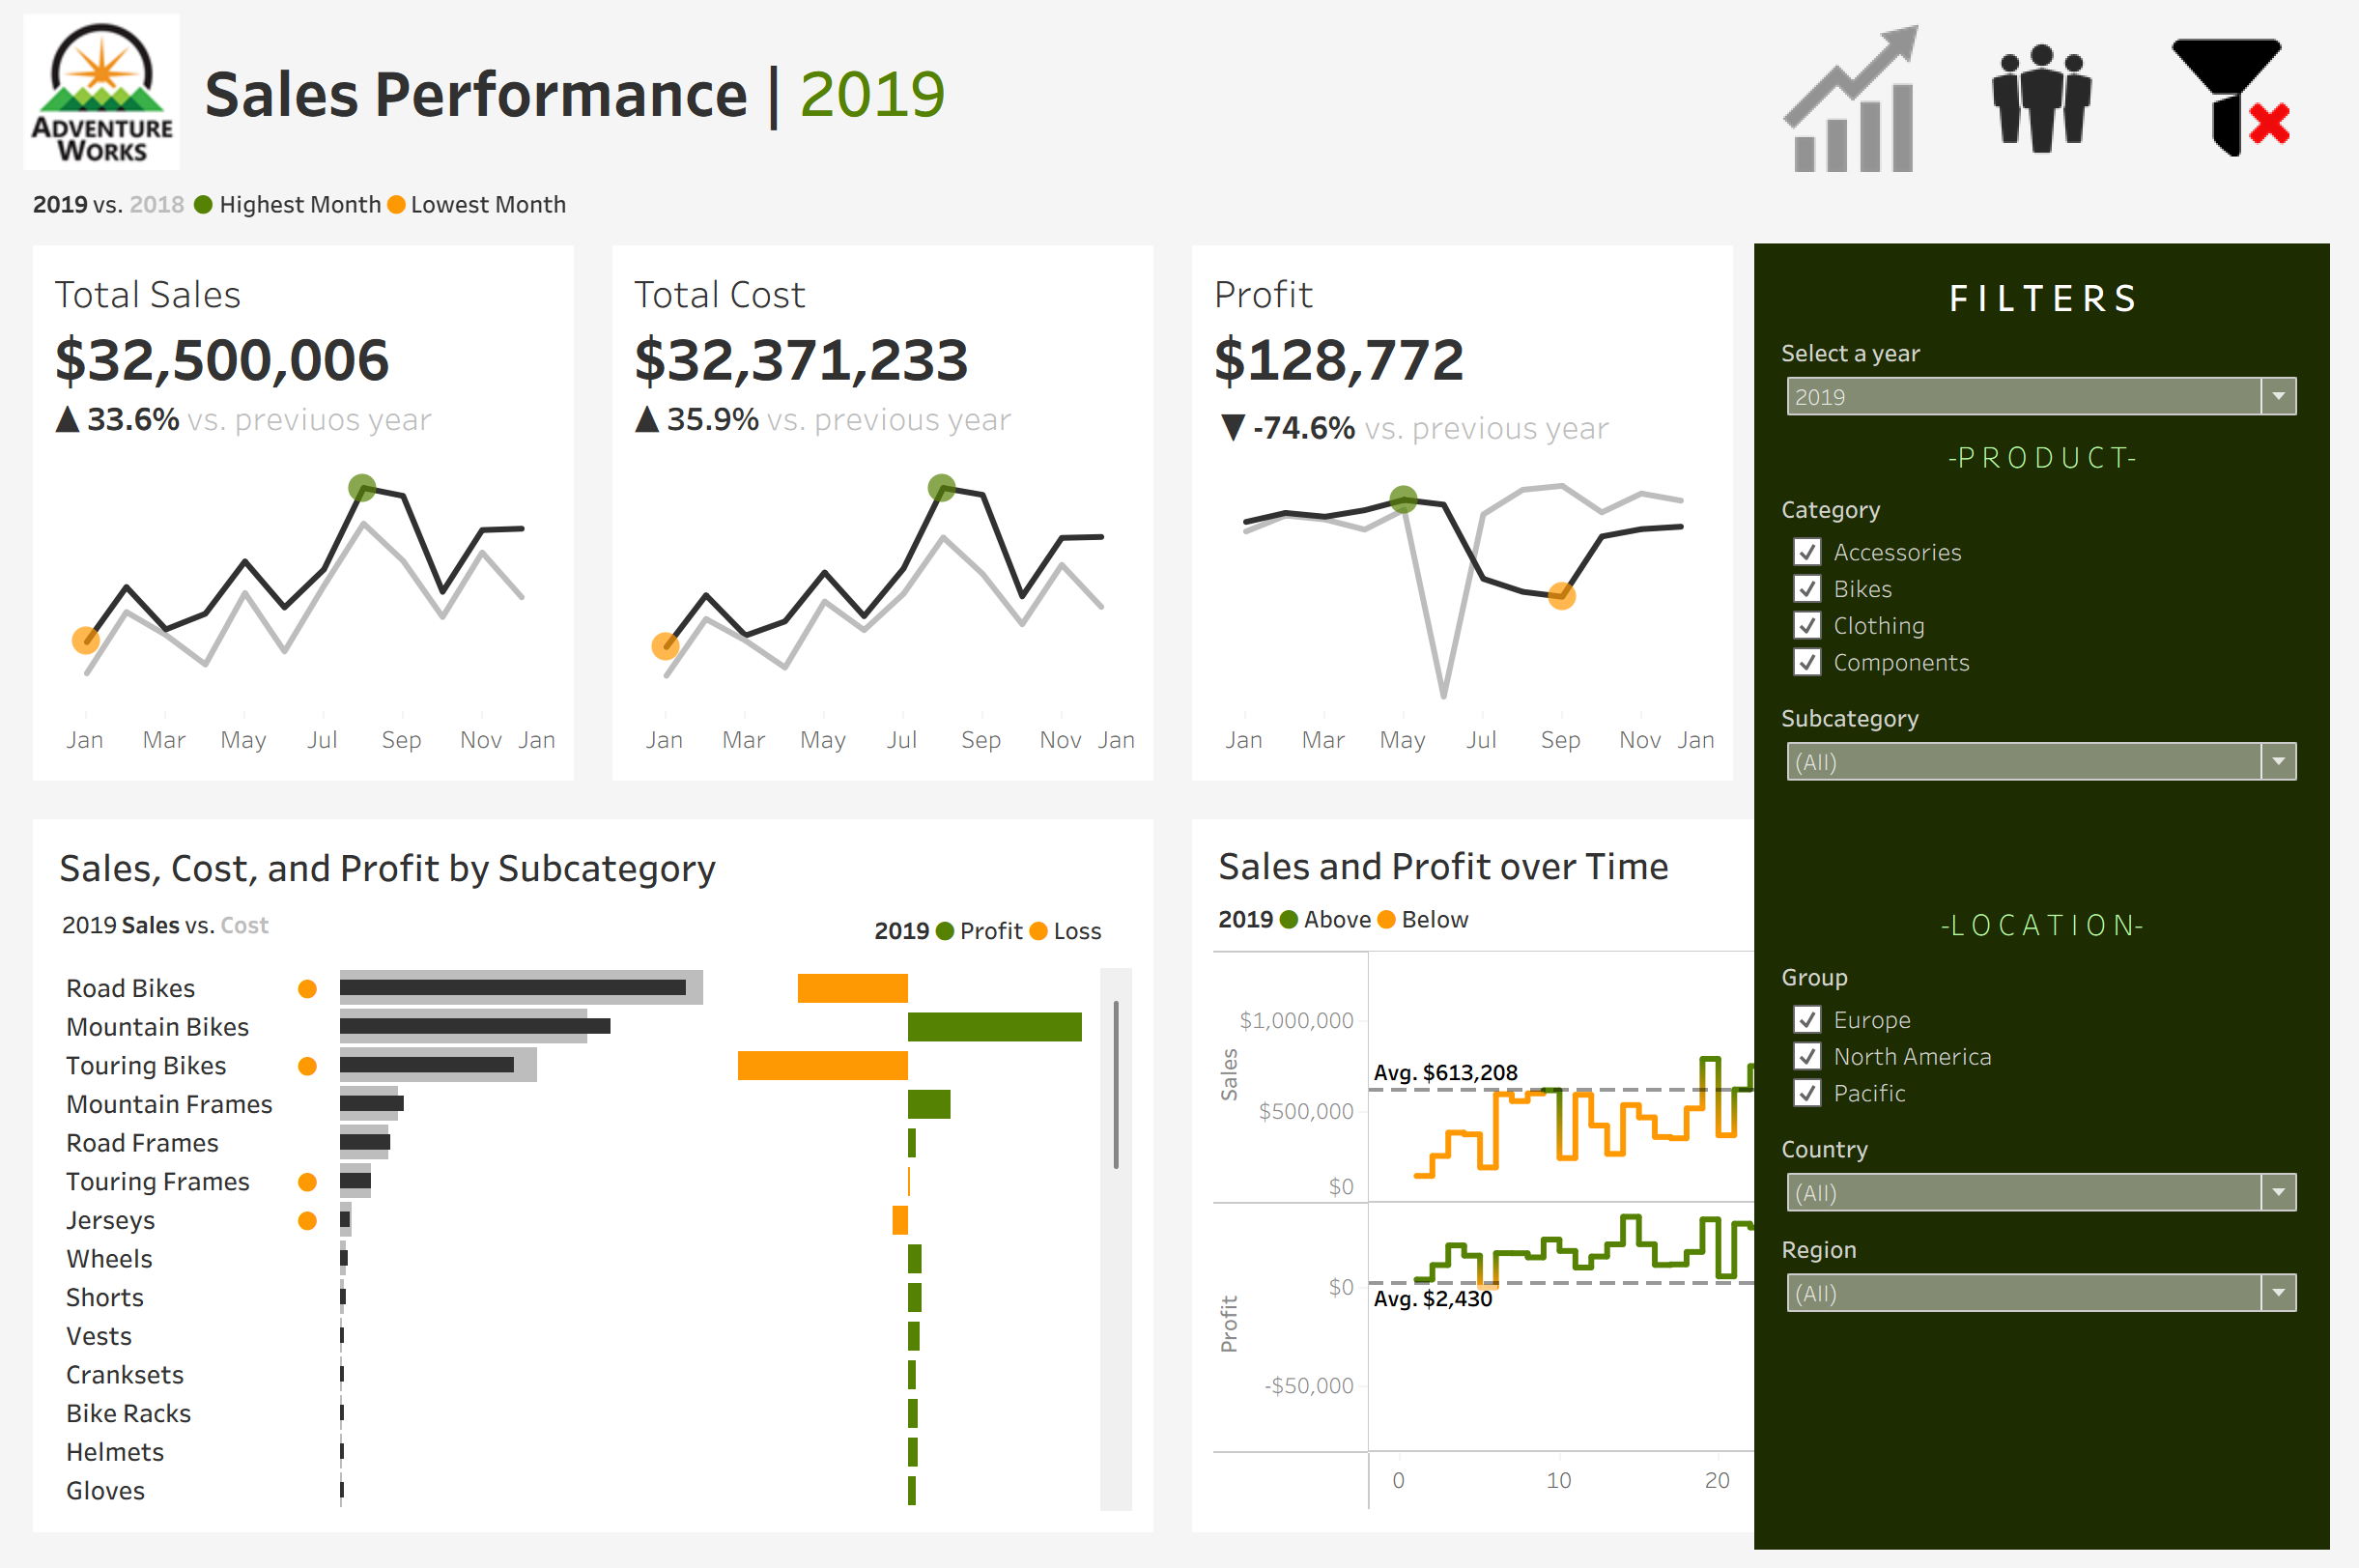 ADVENTURE
WORKS
Sales Performance | 2019
2019 vs. 2018 Highest Month Lowest Month
Total Sales
$32,500,006
▲ 33.6% vs. previuos year
Jan Mar May Jul Sep Nov Jan
Total Cost
$32,371,233
▲ 35.9% vs. previous year
Jan Mar May Jul Sep Nov Jan
Profit
$128,772
▼ -74.6% vs. previous year
Jan Mar May Jul Sep Nov Jan
FILTERS
Select a year
2019
-PRODUCT-
Category
Accessories
Bikes
Clothing
Components
Subcategory
(All)
-LOCATION-
Group
Europe
North America
Pacific
Country
(All)
Region
(All)
Sales, Cost, and Profit by Subcategory
2019 Sales vs. Cost
2019 Profit Loss
Road Bikes
Mountain Bikes
Touring Bikes
Mountain Frames
Road Frames
Touring Frames
Jerseys
Wheels
Shorts
Vests
Cranksets
Bike Racks
Helmets
Gloves
Sales and Profit over Time
2019 Above Below
Sales
$1,000,000
Avg. $613,208
$500,000
$0
Profit
$0
Avg. $2,430
-$50,000
0 10 20